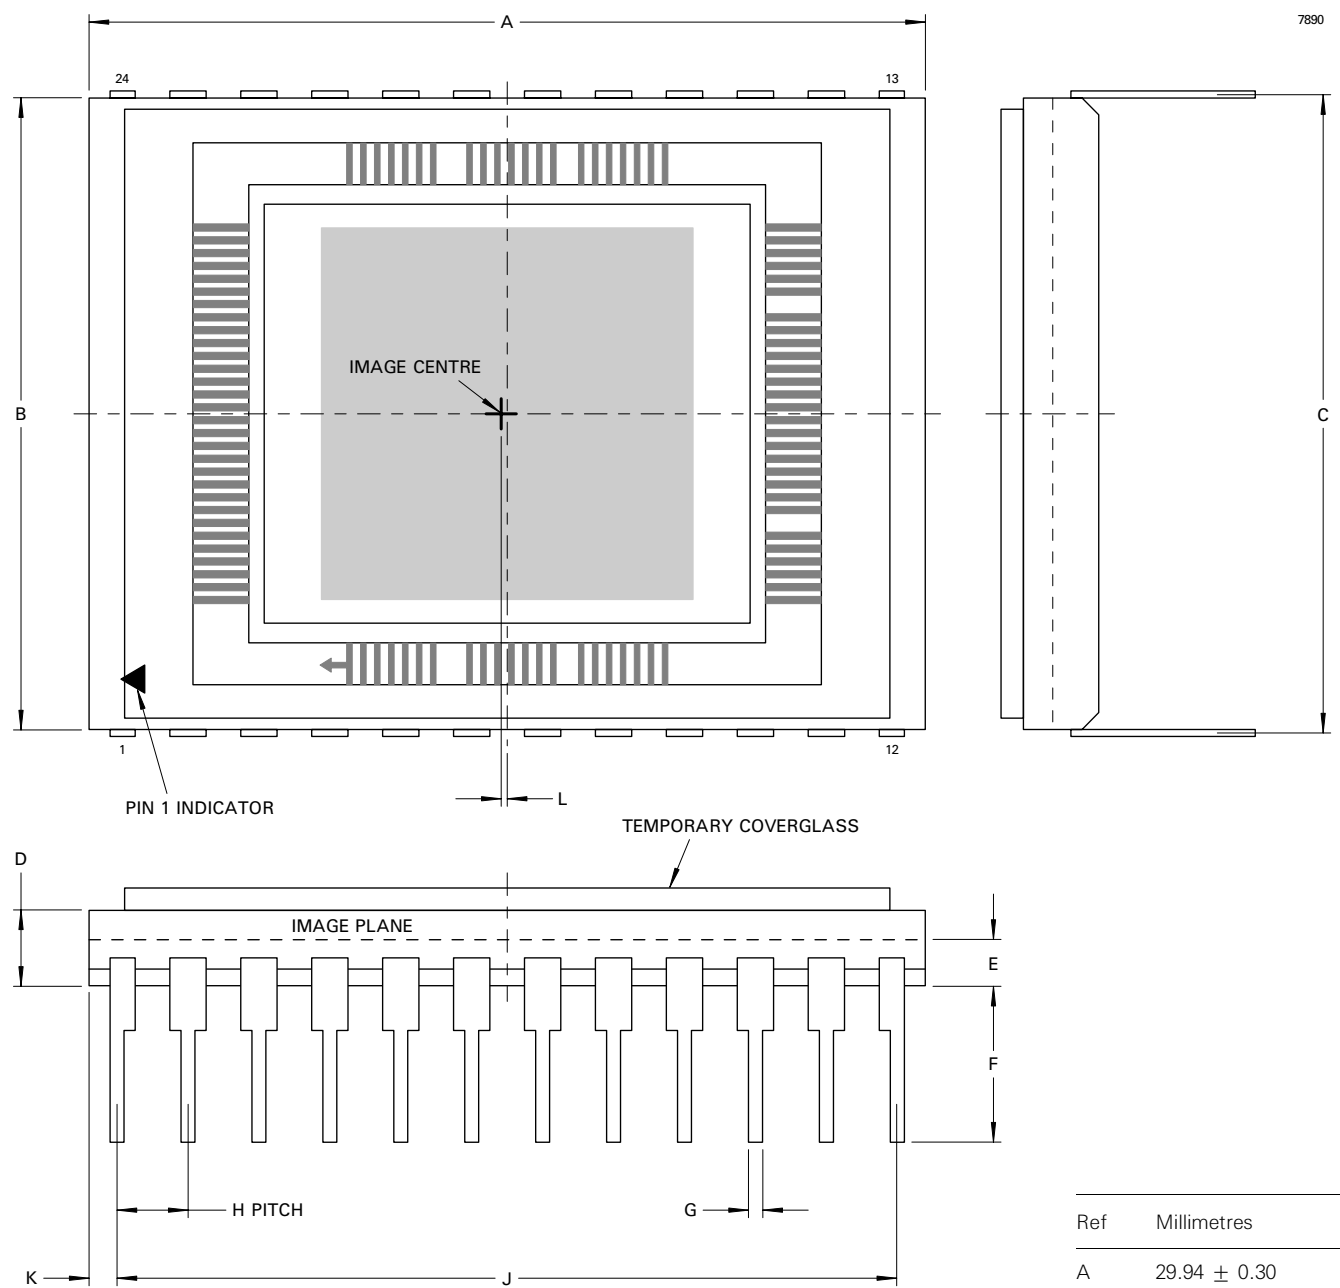 A
7890
24
13
IMAGE CENTRE
B
C
1
12
PIN 1 INDICATOR
L
TEMPORARY COVERGLASS
D
IMAGE PLANE
E
F
H PITCH
G
Ref Millimetres
K
J
A 29.94 ± 0.30